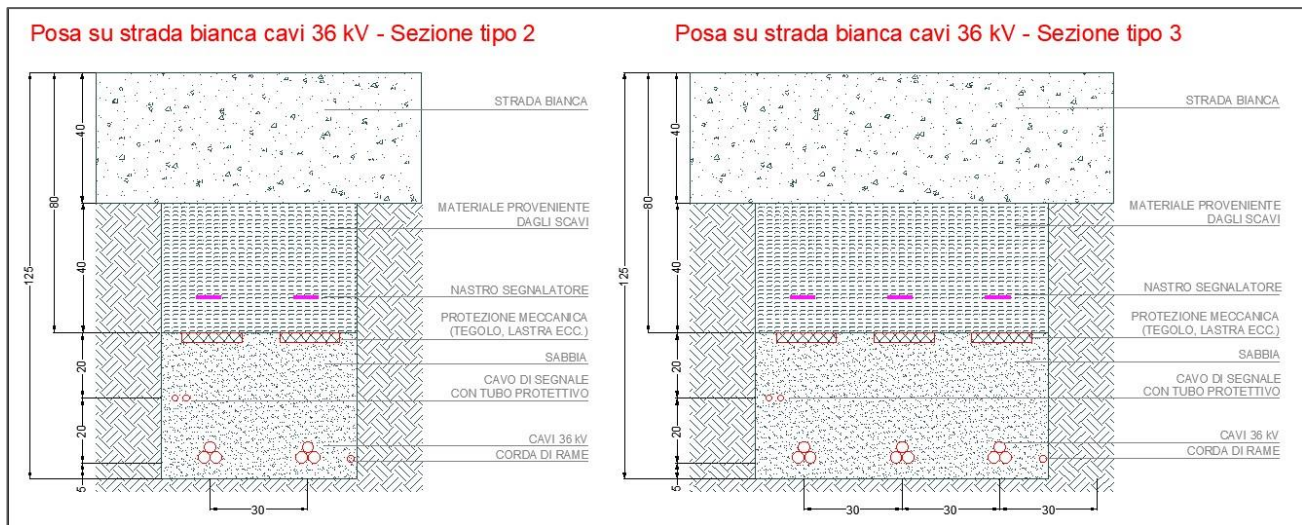 Posa su strada bianca cavi 36 kV - Sezione tipo 2
STRADA BIANCA
MATERIALE PROVENIENTE
DAGLI SCAVI
NASTRO SEGNALATORE
PROTEZIONE MECCANICA
(TEGOLO, LASTRA ECC.)
SABBIA
CAVO DI SEGNALE
CON TUBO PROTETTIVO
CAVI 36 kV
CORDA DI RAME
125
80
40
40
20
20
5
30
Posa su strada bianca cavi 36 kV - Sezione tipo 3
STRADA BIANCA
MATERIALE PROVENIENTE
DAGLI SCAVI
NASTRO SEGNALATORE
PROTEZIONE MECCANICA
(TEGOLO, LASTRA ECC.)
SABBIA
CAVO DI SEGNALE
CON TUBO PROTETTIVO
CAVI 36 kV
CORDA DI RAME
125
80
40
40
20
20
5
30
30
30